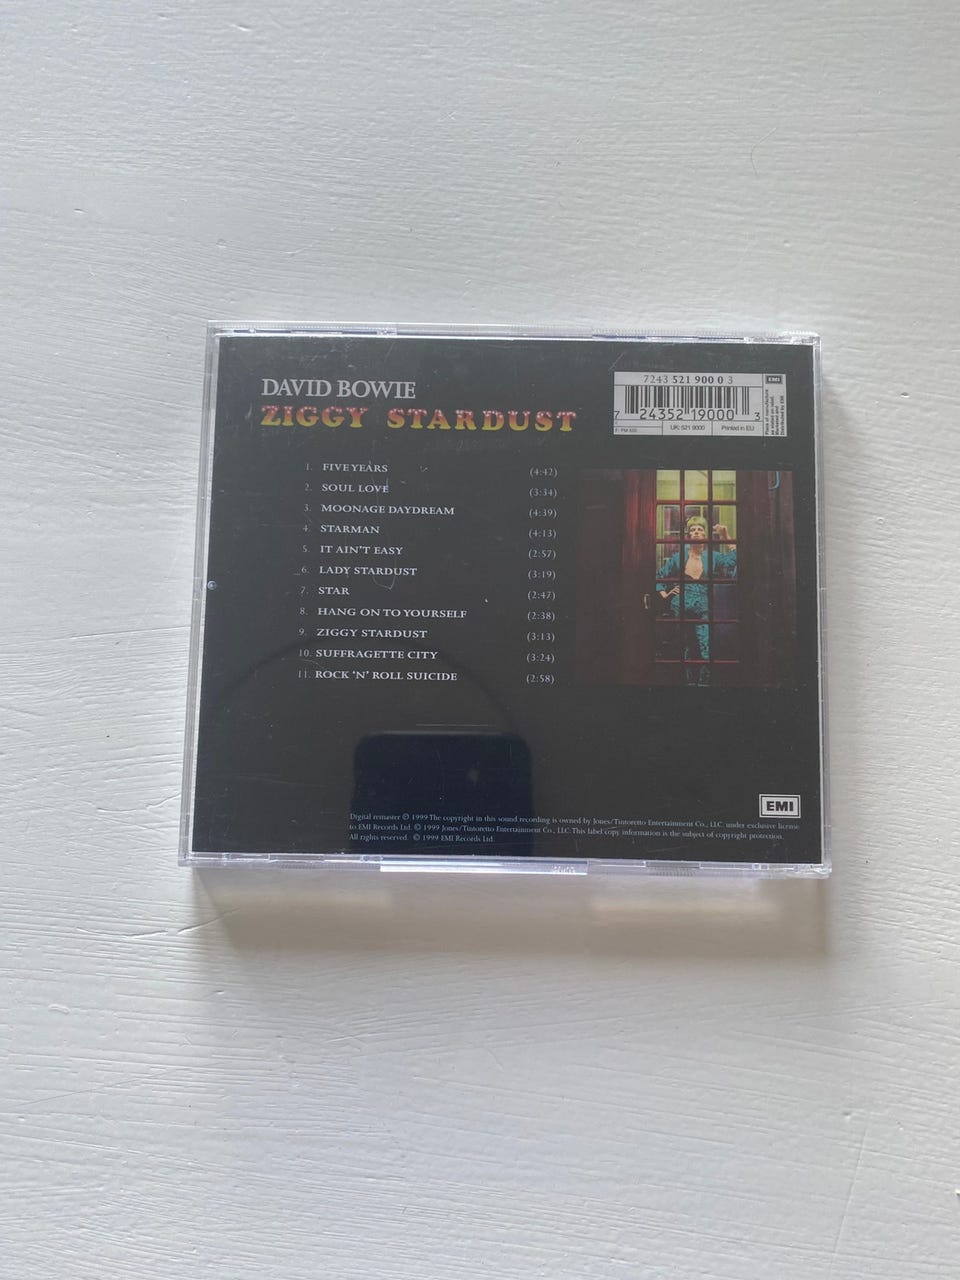 DAVID BOWIE
ZIGGY STARDUST
7243 521 900 0 3
EMI
7 24352 19000 3
UK: 521 9000
Printed in EU
1. FIVE YEARS (4:42)
2. SOUL LOVE (3:34)
3. MOONAGE DAYDREAM (4:39)
4. STARMAN (4:13)
5. IT AIN'T EASY (2:57)
6. LADY STARDUST (3:19)
7. STAR (2:47)
8. HANG ON TO YOURSELF (2:38)
9. ZIGGY STARDUST (3:13)
10. SUFFRAGETTE CITY (3:24)
11. ROCK 'N' ROLL SUICIDE (2:58)
EMI
Digital remaster ℗ 1999 The copyright in this sound recording is owned by Jones/Tintoretto Entertainment Co., LLC. under exclusive license
to EMI Records Ltd. © 1999 Jones/Tintoretto Entertainment Co., LLC. This label copy information is the subject of copyright protection.
All rights reserved. © 1999 EMI Records Ltd.